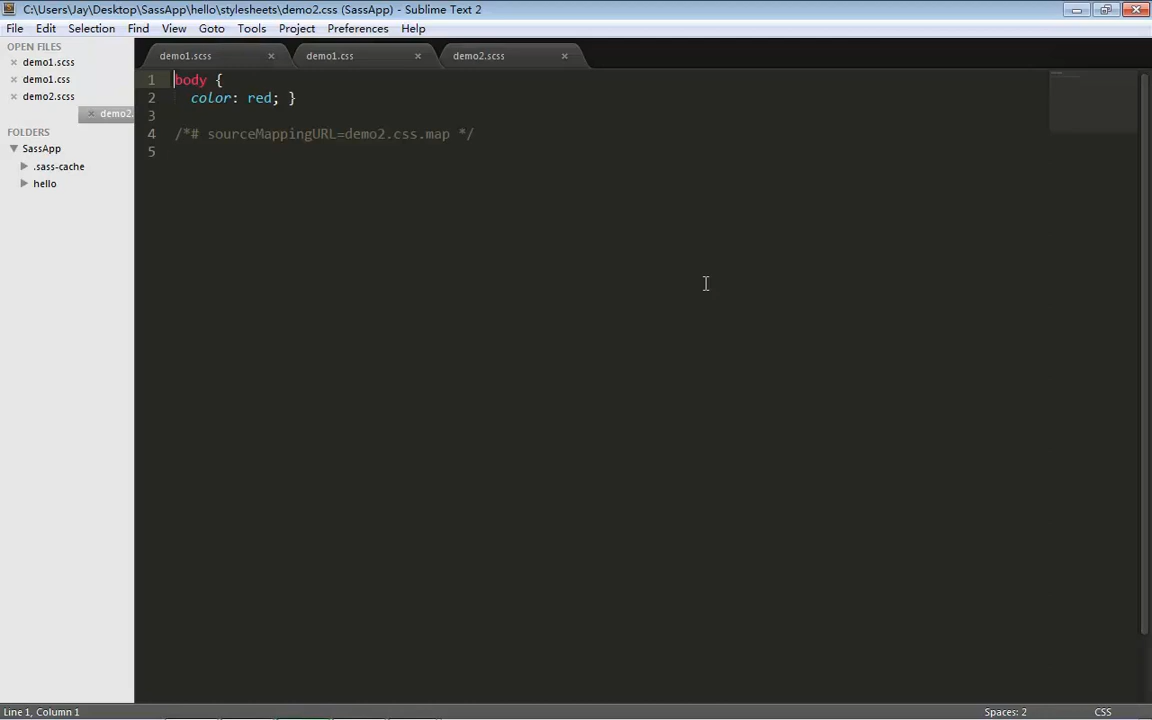 C:\Users\Jay\Desktop\SassApp\hello\stylesheets\demo2.css (SassApp) - Sublime Text 2
File Edit Selection Find View Goto Tools Project Preferences Help
OPEN FILES
demo1.scss
demo1.css
demo2.scss
demo2.
FOLDERS
SassApp
.sass-cache
hello
demo1.scss demo1.css demo2.scss
1 body {
2 color: red; }
3
4 /*# sourceMappingURL=demo2.css.map */
5
Line 1, Column 1 Spaces: 2 CSS